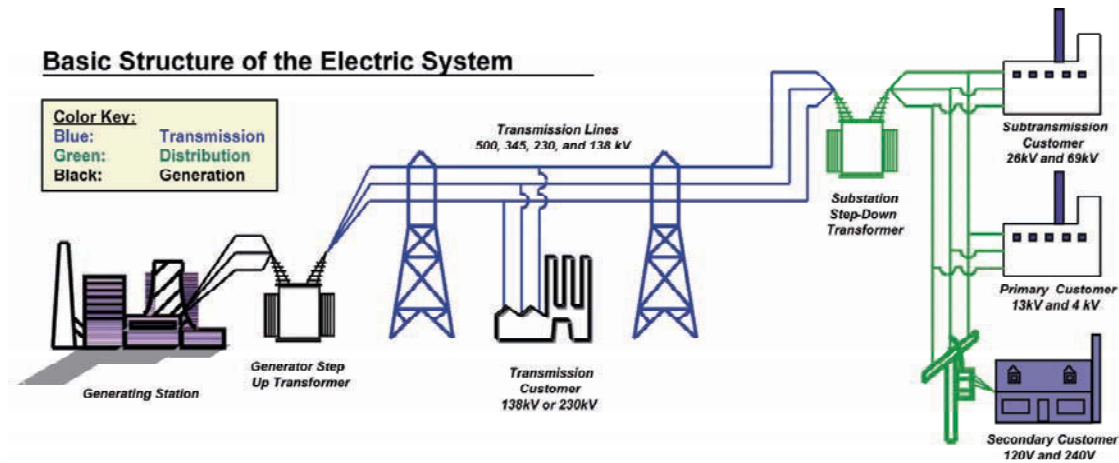 Basic Structure of the Electric System
Color Key:
Blue: Transmission
Green: Distribution
Black: Generation
Transmission Lines
500, 345, 230, and 138 kV
Substation
Step-Down
Transformer
Subtransmission
Customer
26kV and 69kV
Primary Customer
13kV and 4 kV
Generating Station
Generator Step
Up Transformer
Transmission
Customer
138kV or 230kV
Secondary Customer
120V and 240V